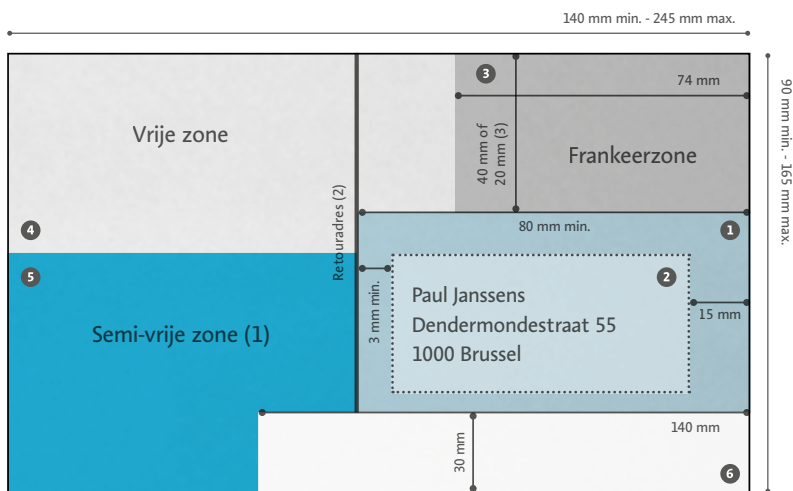 140 mm min. - 245 mm max.
3
74 mm
Vrije zone
40 mm of
20 mm (3)
Frankeerzone
90 mm min. - 165 mm max.
Retouradres (2)
4
80 mm min.
1
5
2
3 mm min.
Paul Janssens
Dendermondestraat 55
1000 Brussel
15 mm
Semi-vrije zone (1)
140 mm
30 mm
6